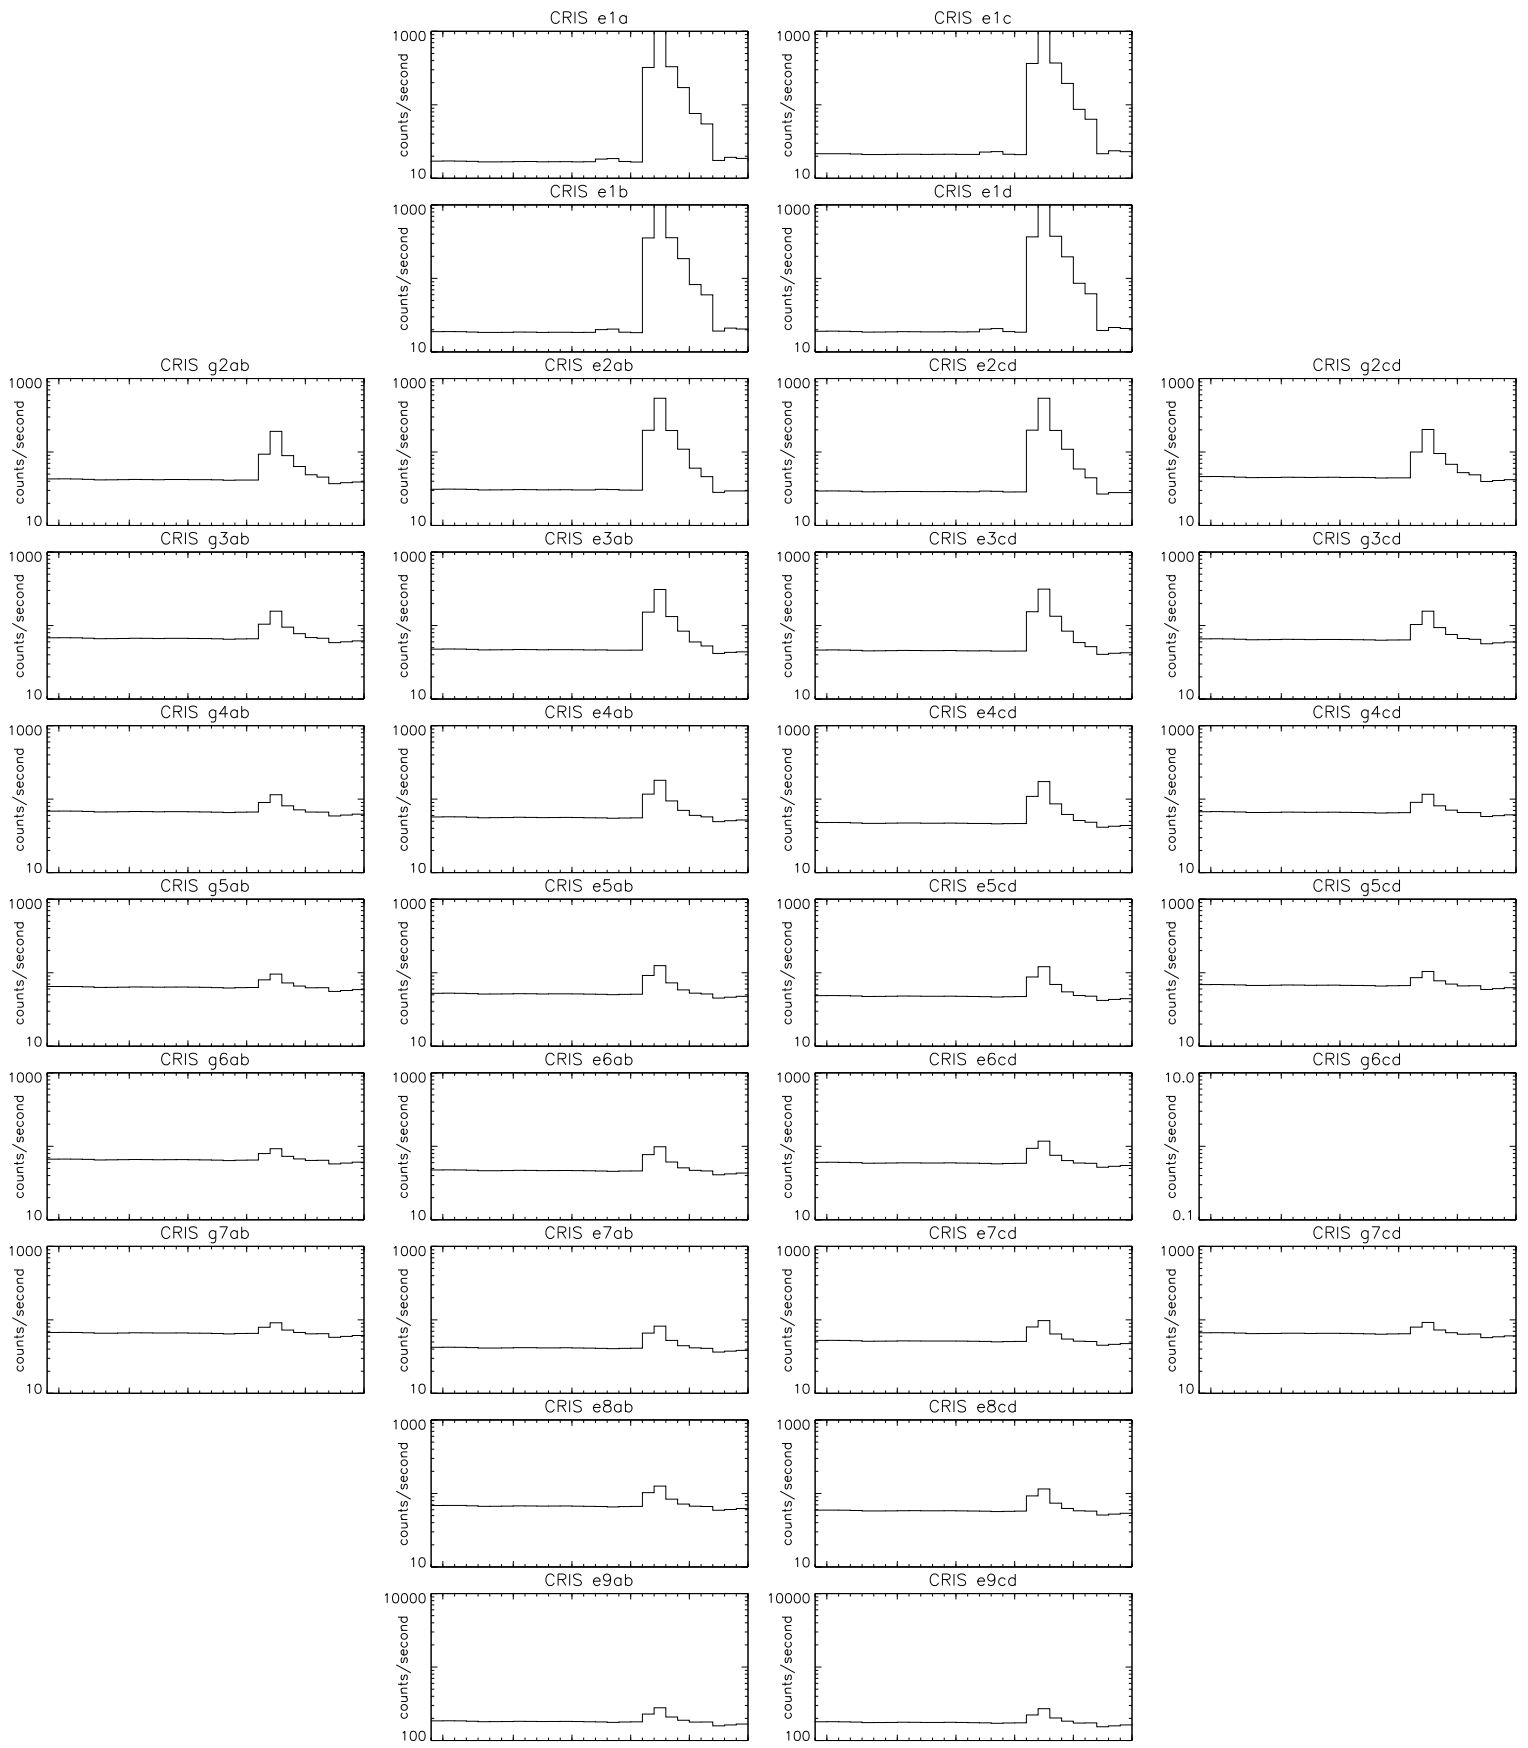 CRIS e1a
1000
counts/second
10
CRIS e1c
1000
counts/second
10
CRIS e1b
1000
counts/second
10
CRIS e1d
1000
counts/second
10
CRIS g2ab
1000
counts/second
10
CRIS e2ab
1000
counts/second
10
CRIS e2cd
1000
counts/second
10
CRIS g2cd
1000
counts/second
10
CRIS g3ab
1000
counts/second
10
CRIS e3ab
1000
counts/second
10
CRIS e3cd
1000
counts/second
10
CRIS g3cd
1000
counts/second
10
CRIS g4ab
1000
counts/second
10
CRIS e4ab
1000
counts/second
10
CRIS e4cd
1000
counts/second
10
CRIS g4cd
1000
counts/second
10
CRIS g5ab
1000
counts/second
10
CRIS e5ab
1000
counts/second
10
CRIS e5cd
1000
counts/second
10
CRIS g5cd
1000
counts/second
10
CRIS g6ab
1000
counts/second
10
CRIS e6ab
1000
counts/second
10
CRIS e6cd
1000
counts/second
10
CRIS g6cd
10.0
counts/second
0.1
CRIS g7ab
1000
counts/second
10
CRIS e7ab
1000
counts/second
10
CRIS e7cd
1000
counts/second
10
CRIS g7cd
1000
counts/second
10
CRIS e8ab
1000
counts/second
10
CRIS e8cd
1000
counts/second
10
CRIS e9ab
10000
counts/second
100
CRIS e9cd
10000
counts/second
100